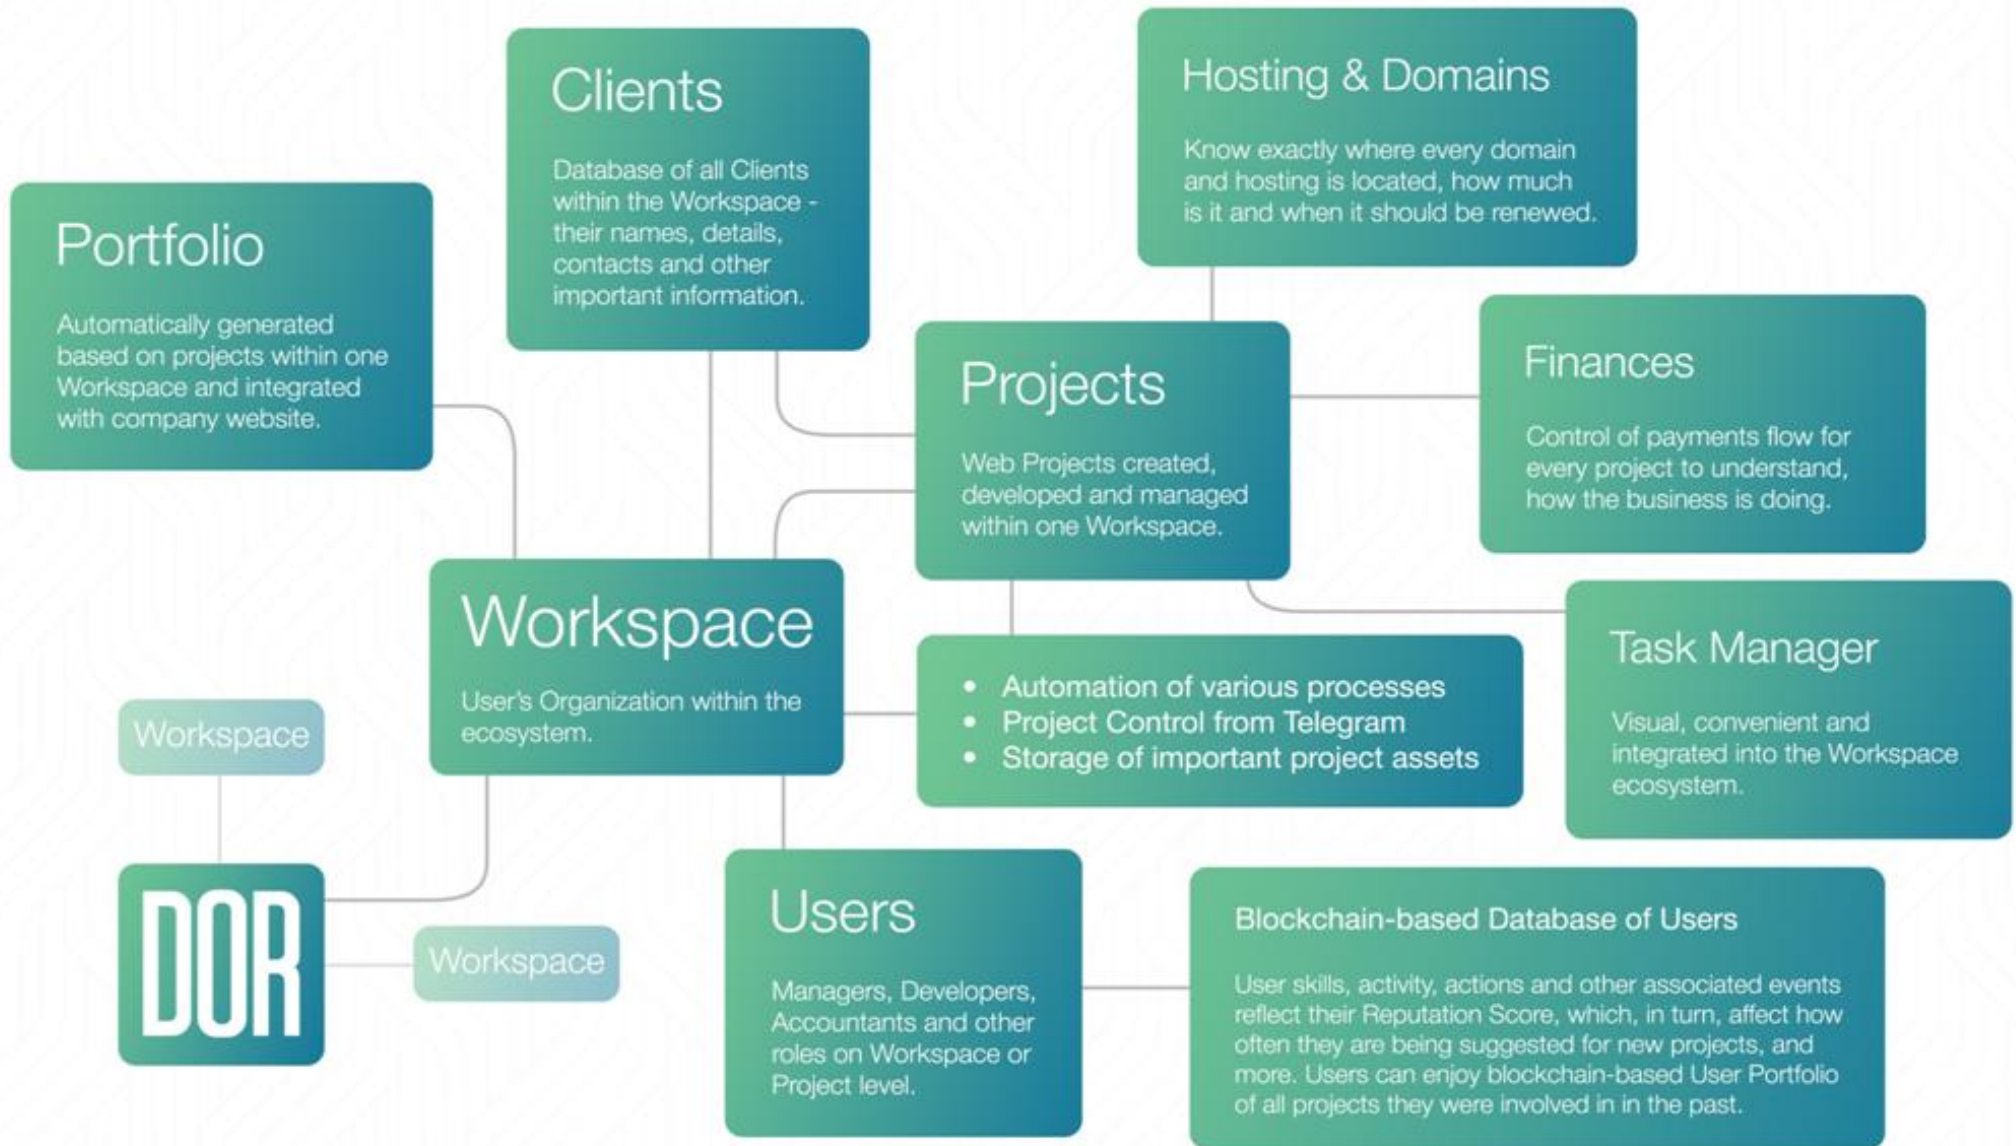 Clients
Database of all Clients
within the Workspace -
their names, details,
contacts and other
important information.
Hosting & Domains
Know exactly where every domain
and hosting is located, how much
is it and when it should be renewed.
Portfolio
Automatically generated
based on projects within one
Workspace and integrated
with company website.
Projects
Web Projects created,
developed and managed
within one Workspace.
Finances
Control of payments flow for
every project to understand,
how the business is doing.
Workspace
User's Organization within the
ecosystem.
• Automation of various processes
• Project Control from Telegram
• Storage of important project assets
Task Manager
Visual, convenient and
integrated into the Workspace
ecosystem.
Workspace
DOR
Workspace
Users
Managers, Developers,
Accountants and other
roles on Workspace or
Project level.
Blockchain-based Database of Users
User skills, activity, actions and other associated events
reflect their Reputation Score, which, in turn, affect how
often they are being suggested for new projects, and
more. Users can enjoy blockchain-based User Portfolio
of all projects they were involved in in the past.